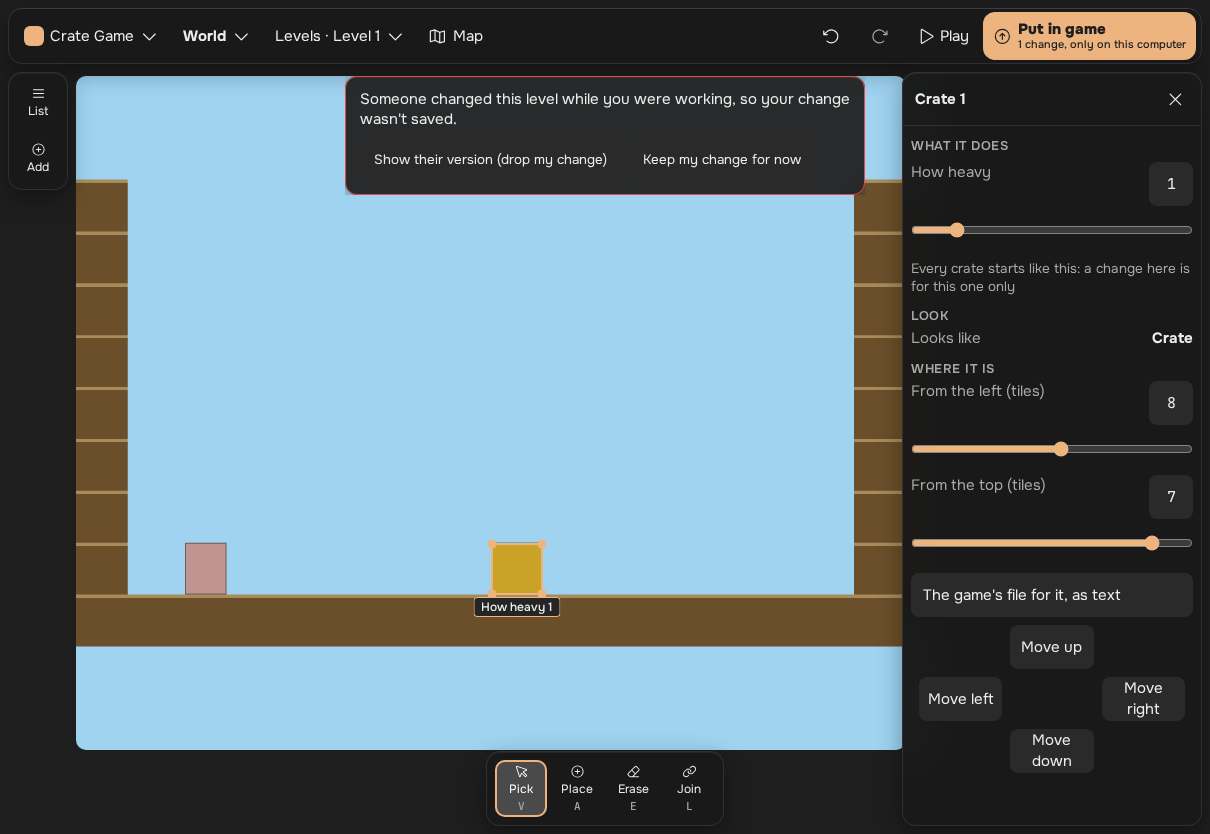 Crate Game
World
Levels · Level 1
Map
Play
Put in game
1 change, only on this computer
List
Add
Someone changed this level while you were working, so your change
wasn't saved.
Show their version (drop my change)
Keep my change for now
How heavy 1
Pick
V
Place
A
Erase
E
Join
L
Crate 1
WHAT IT DOES
How heavy
1
Every crate starts like this: a change here is
for this one only
LOOK
Looks like
Crate
WHERE IT IS
From the left (tiles)
8
From the top (tiles)
7
The game's file for it, as text
Move up
Move left
Move
right
Move
down